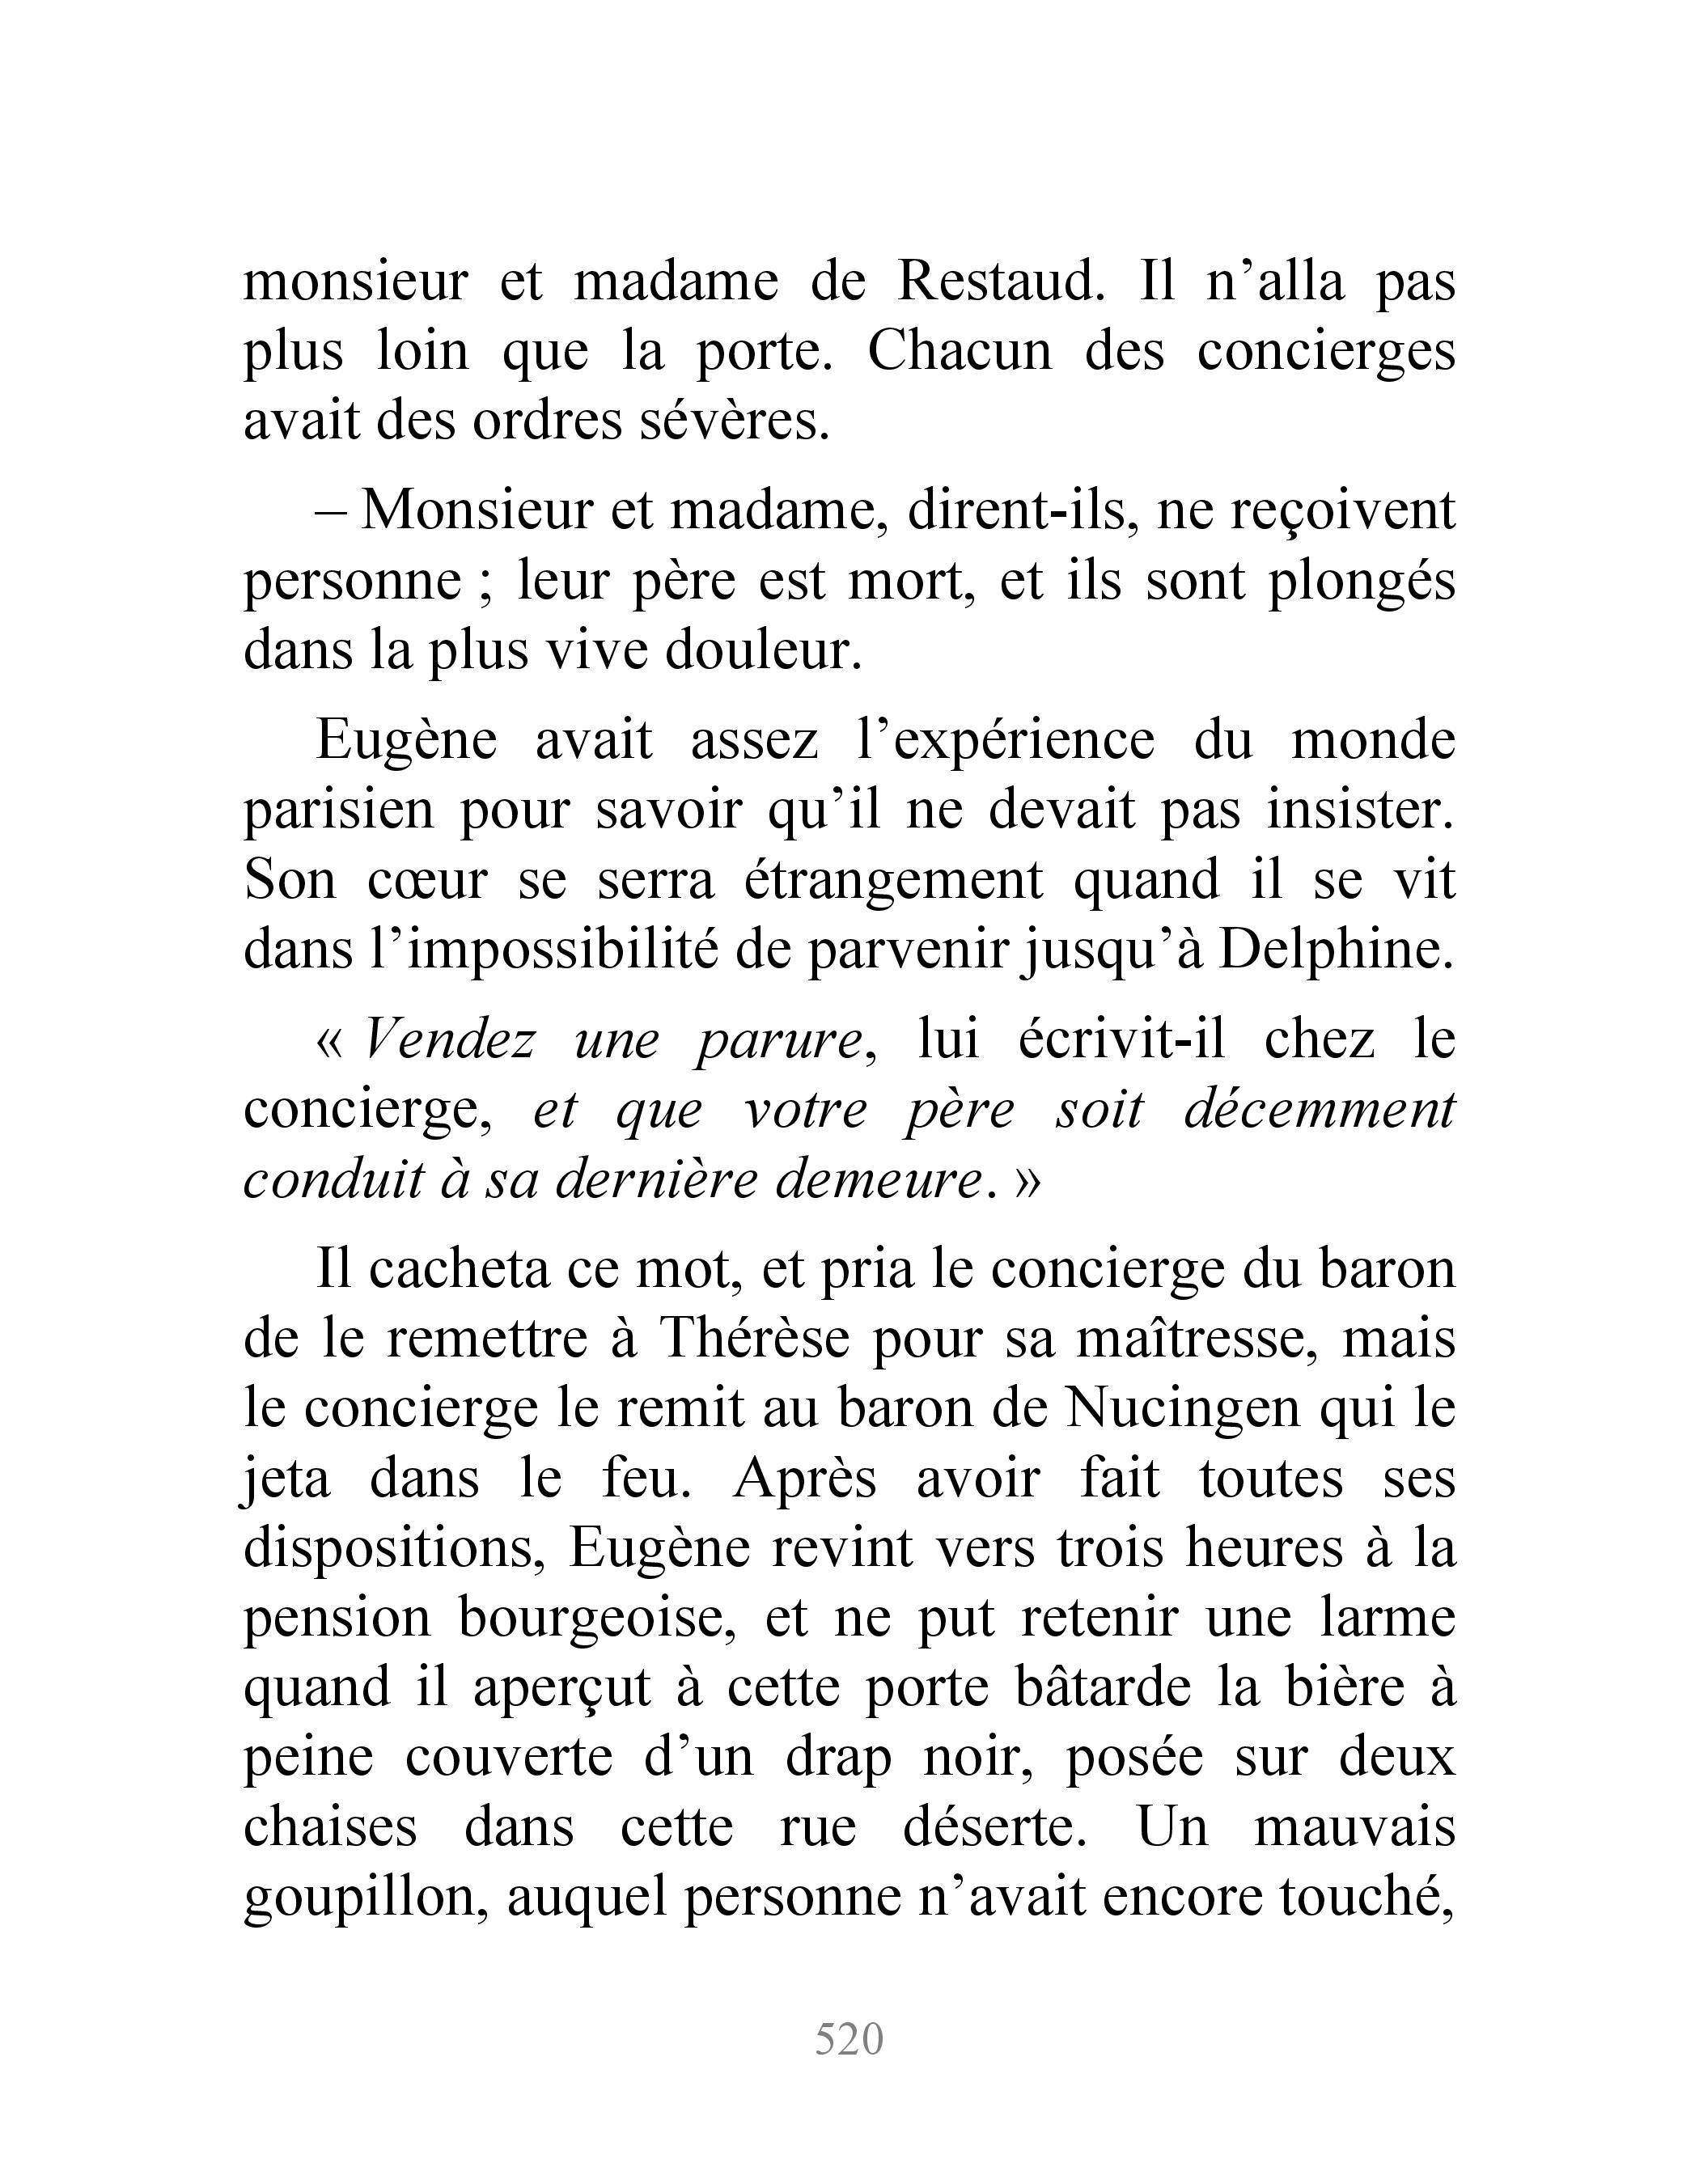 monsieur et madame de Restaud. Il n’alla pas
plus loin que la porte. Chacun des concierges
avait des ordres sévères.
– Monsieur et madame, dirent-ils, ne reçoivent
personne ; leur père est mort, et ils sont plongés
dans la plus vive douleur.
Eugène avait assez l’expérience du monde
parisien pour savoir qu’il ne devait pas insister.
Son cœur se serra étrangement quand il se vit
dans l’impossibilité de parvenir jusqu’à Delphine.
« Vendez une parure, lui écrivit-il chez le
concierge, et que votre père soit décemment
conduit à sa dernière demeure. »
Il cacheta ce mot, et pria le concierge du baron
de le remettre à Thérèse pour sa maîtresse, mais
le concierge le remit au baron de Nucingen qui le
jeta dans le feu. Après avoir fait toutes ses
dispositions, Eugène revint vers trois heures à la
pension bourgeoise, et ne put retenir une larme
quand il aperçut à cette porte bâtarde la bière à
peine couverte d’un drap noir, posée sur deux
chaises dans cette rue déserte. Un mauvais
goupillon, auquel personne n’avait encore touché,
520